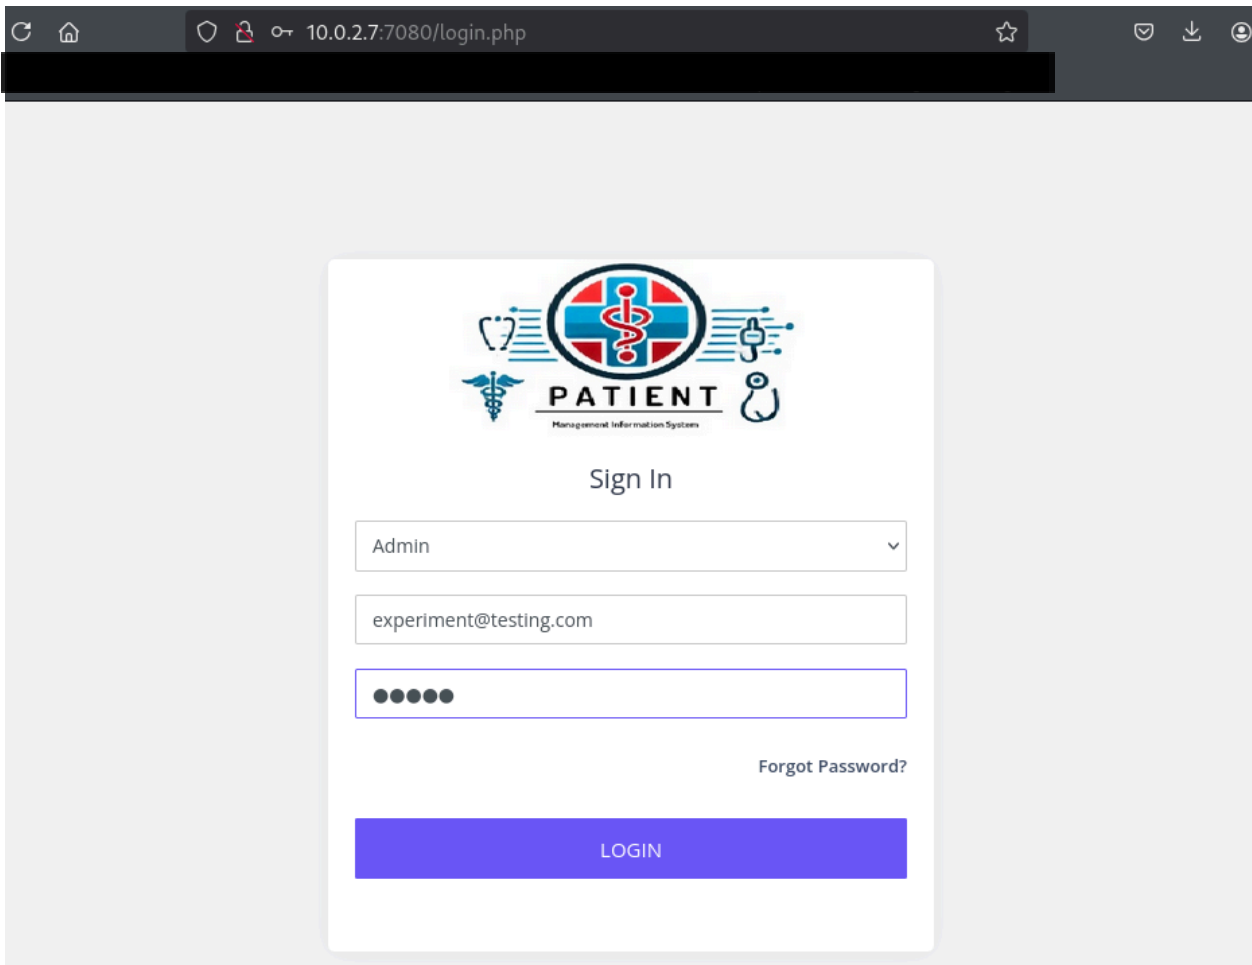 10.0.2.7:7080/login.php
PATIENT
Management Information System
Sign In
Admin
experiment@testing.com
●●●●●
Forgot Password?
LOGIN